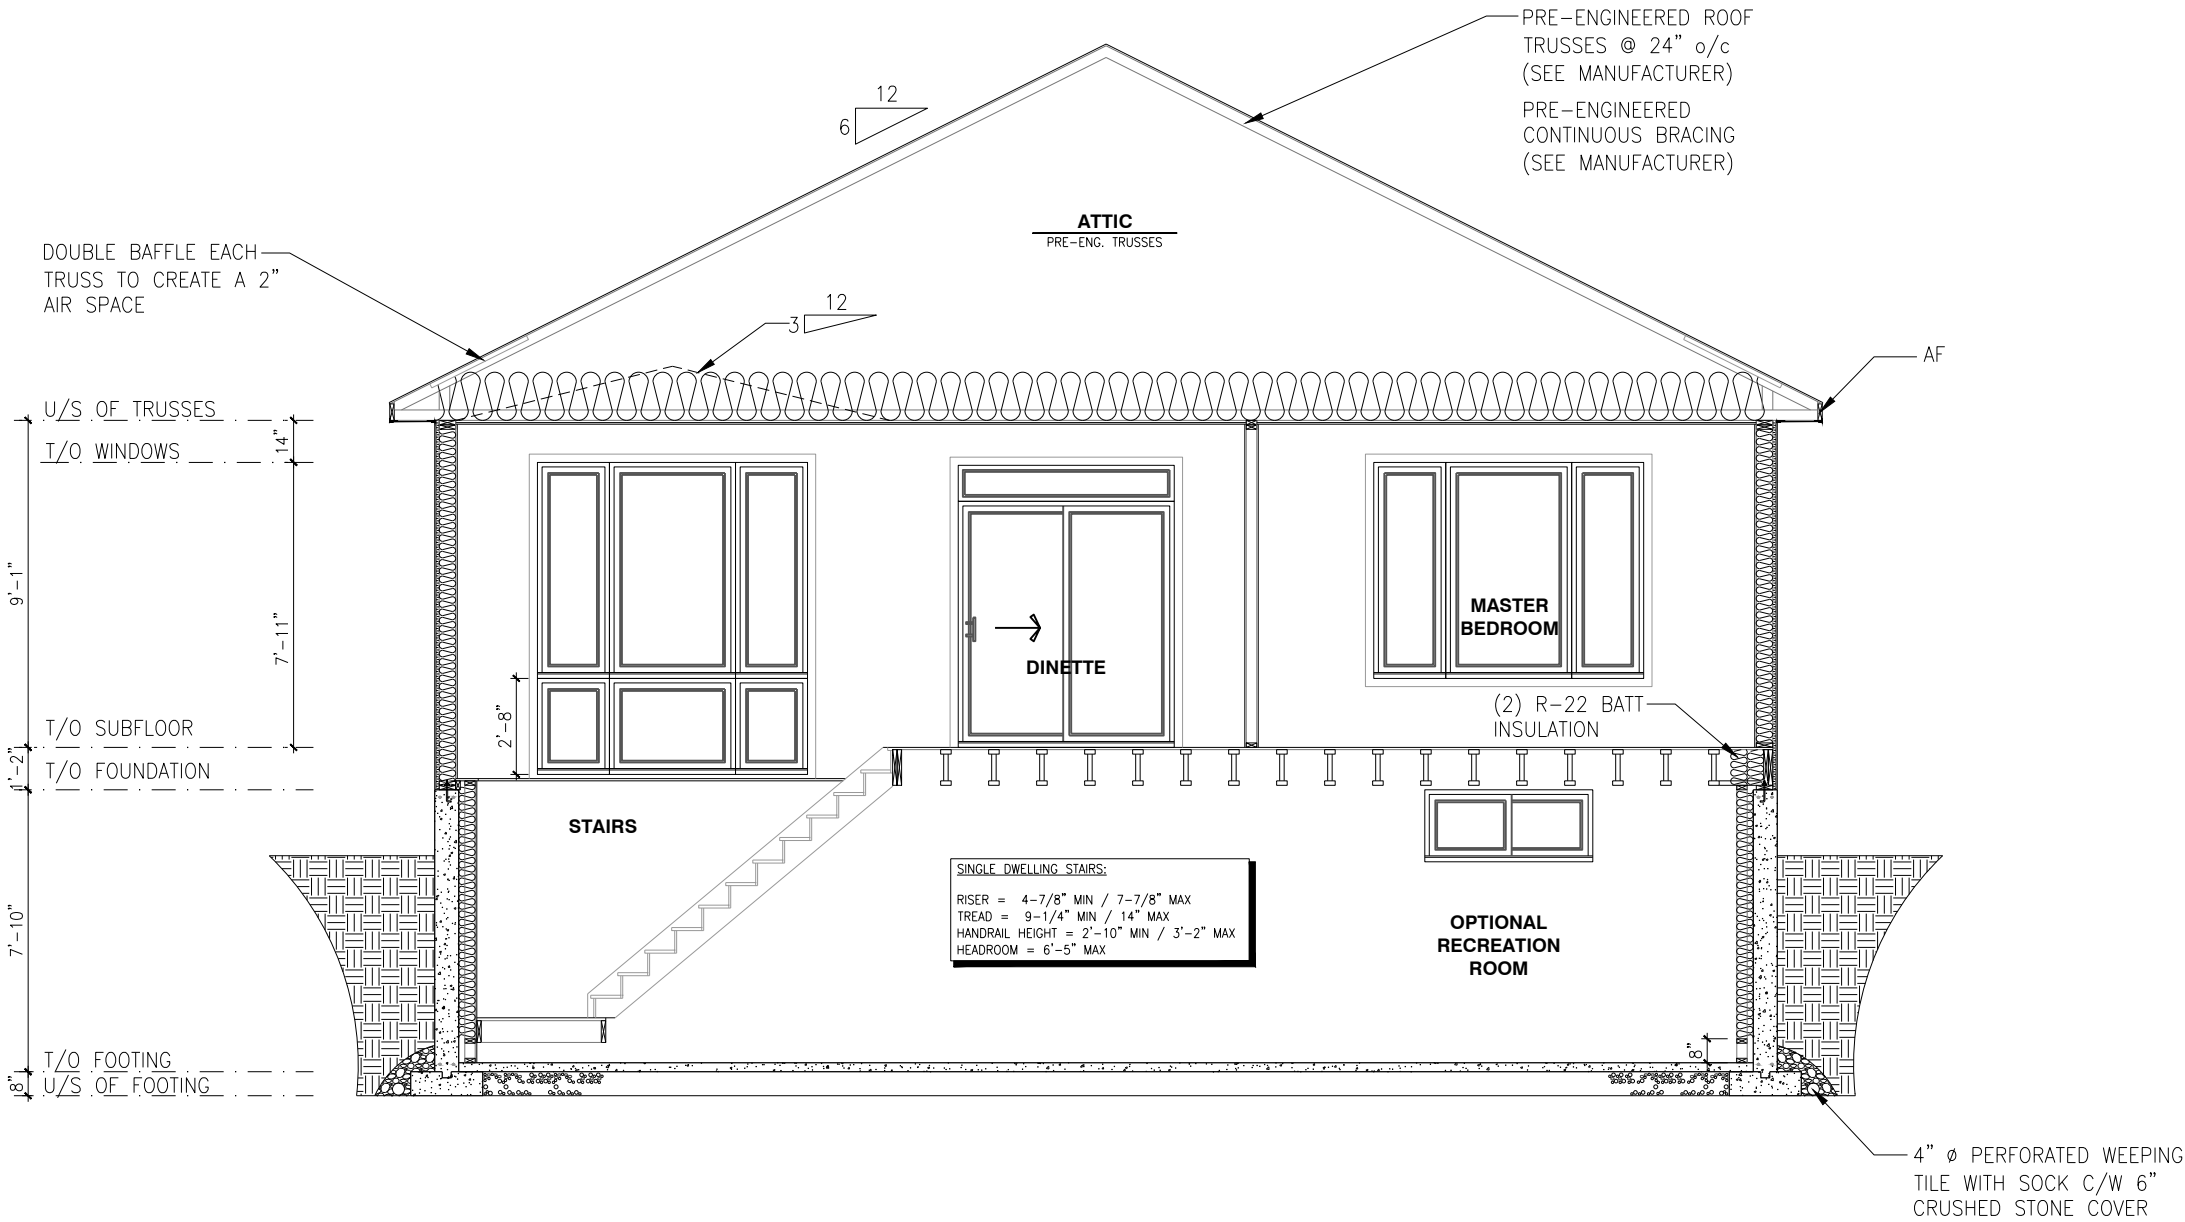 PRE-ENGINEERED ROOF
TRUSSES @ 24" o/c
(SEE MANUFACTURER)
PRE-ENGINEERED
CONTINUOUS BRACING
(SEE MANUFACTURER)
12
6
ATTIC
PRE-ENG. TRUSSES
DOUBLE BAFFLE EACH
TRUSS TO CREATE A 2"
AIR SPACE
12
3
AF
U/S OF TRUSSES
14"
T/O WINDOWS
9'-1"
7'-11"
MASTER
BEDROOM
DINETTE
2'-8"
(2) R-22 BATT
INSULATION
T/O SUBFLOOR
1'-2"
T/O FOUNDATION
STAIRS
SINGLE DWELLING STAIRS:
RISER = 4-7/8" MIN / 7-7/8" MAX
TREAD = 9-1/4" MIN / 14" MAX
HANDRAIL HEIGHT = 2'-10" MIN / 3'-2" MAX
HEADROOM = 6'-5" MAX
7'-10"
OPTIONAL
RECREATION
ROOM
8"
T/O FOOTING
8"
U/S OF FOOTING
4" ø PERFORATED WEEPING
TILE WITH SOCK C/W 6"
CRUSHED STONE COVER